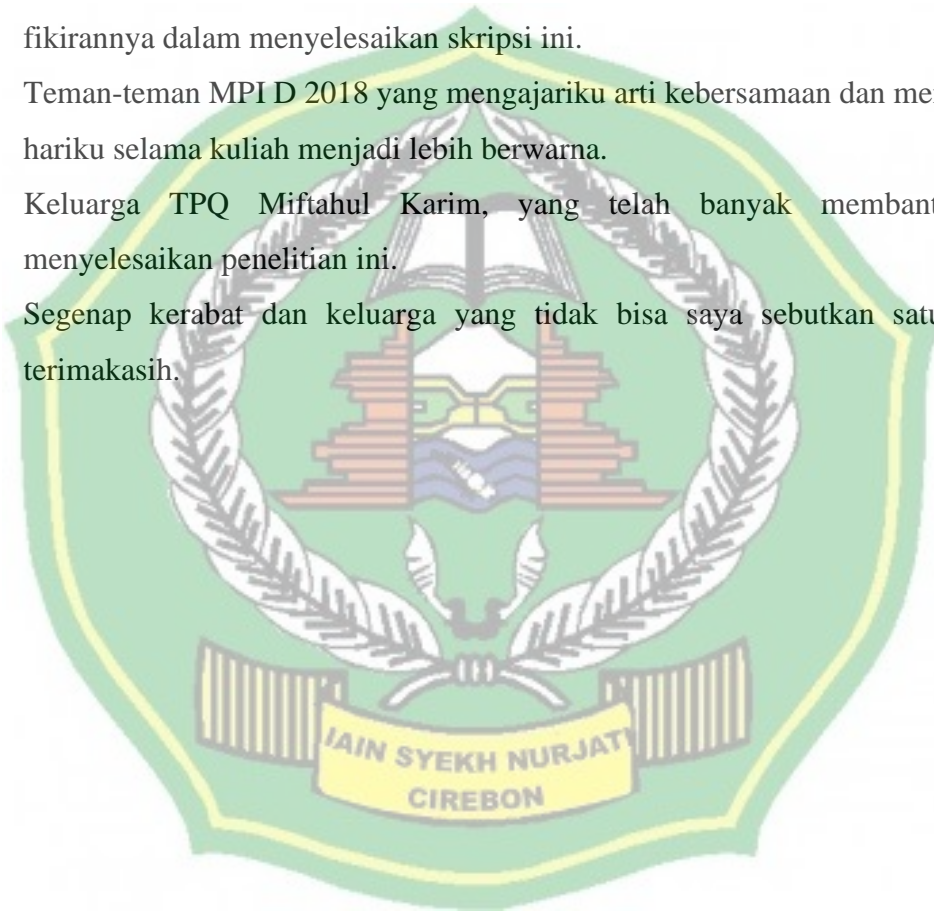 fikirannya dalam menyelesaikan skripsi ini.
Teman-teman MPI D 2018 yang mengajariku arti kebersamaan dan me
hariku selama kuliah menjadi lebih berwarna.
Keluarga TPQ Miftahul Karim, yang telah banyak membant
menyelesaikan penelitian ini.
Segenap kerabat dan keluarga yang tidak bisa saya sebutkan satu
terimakasih.
IAIN SYEKH NURJATI
CIREBON